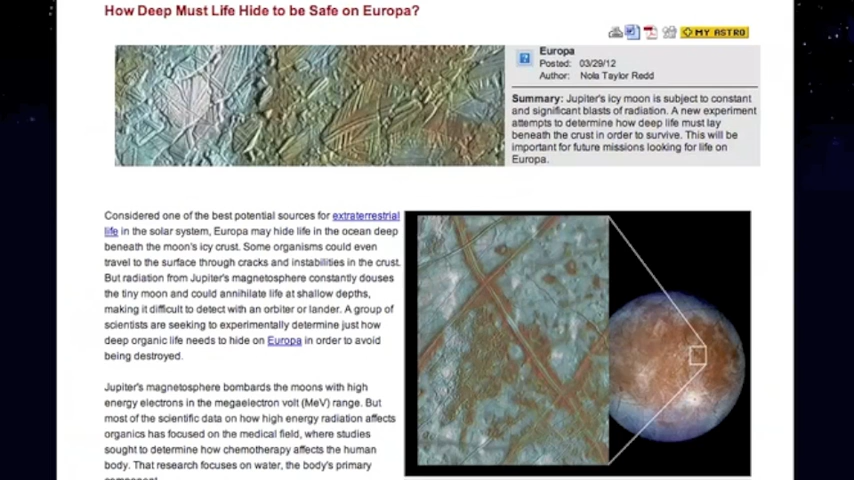 How Deep Must Life Hide to be Safe on Europa?
MY ASTRO
Europa
Posted: 03/29/12
Author: Nola Taylor Redd
Summary: Jupiter's icy moon is subject to constant
and significant blasts of radiation. A new experiment
attempts to determine how deep life must lay
beneath the crust in order to survive. This will be
important for future missions looking for life on
Europa.
Considered one of the best potential sources for extraterrestrial
life in the solar system, Europa may hide life in the ocean deep
beneath the moon's icy crust. Some organisms could even
travel to the surface through cracks and instabilities in the crust.
But radiation from Jupiter's magnetosphere constantly douses
the tiny moon and could annihilate life at shallow depths,
making it difficult to detect with an orbiter or lander. A group of
scientists are seeking to experimentally determine just how
deep organic life needs to hide on Europa in order to avoid
being destroyed.
Jupiter's magnetosphere bombards the moons with high
energy electrons in the megaelectron volt (MeV) range. But
most of the scientific data on how high energy radiation affects
organics has focused on the medical field, where studies
sought to determine how chemotherapy affects the human
body. That research focuses on water, the body's primary